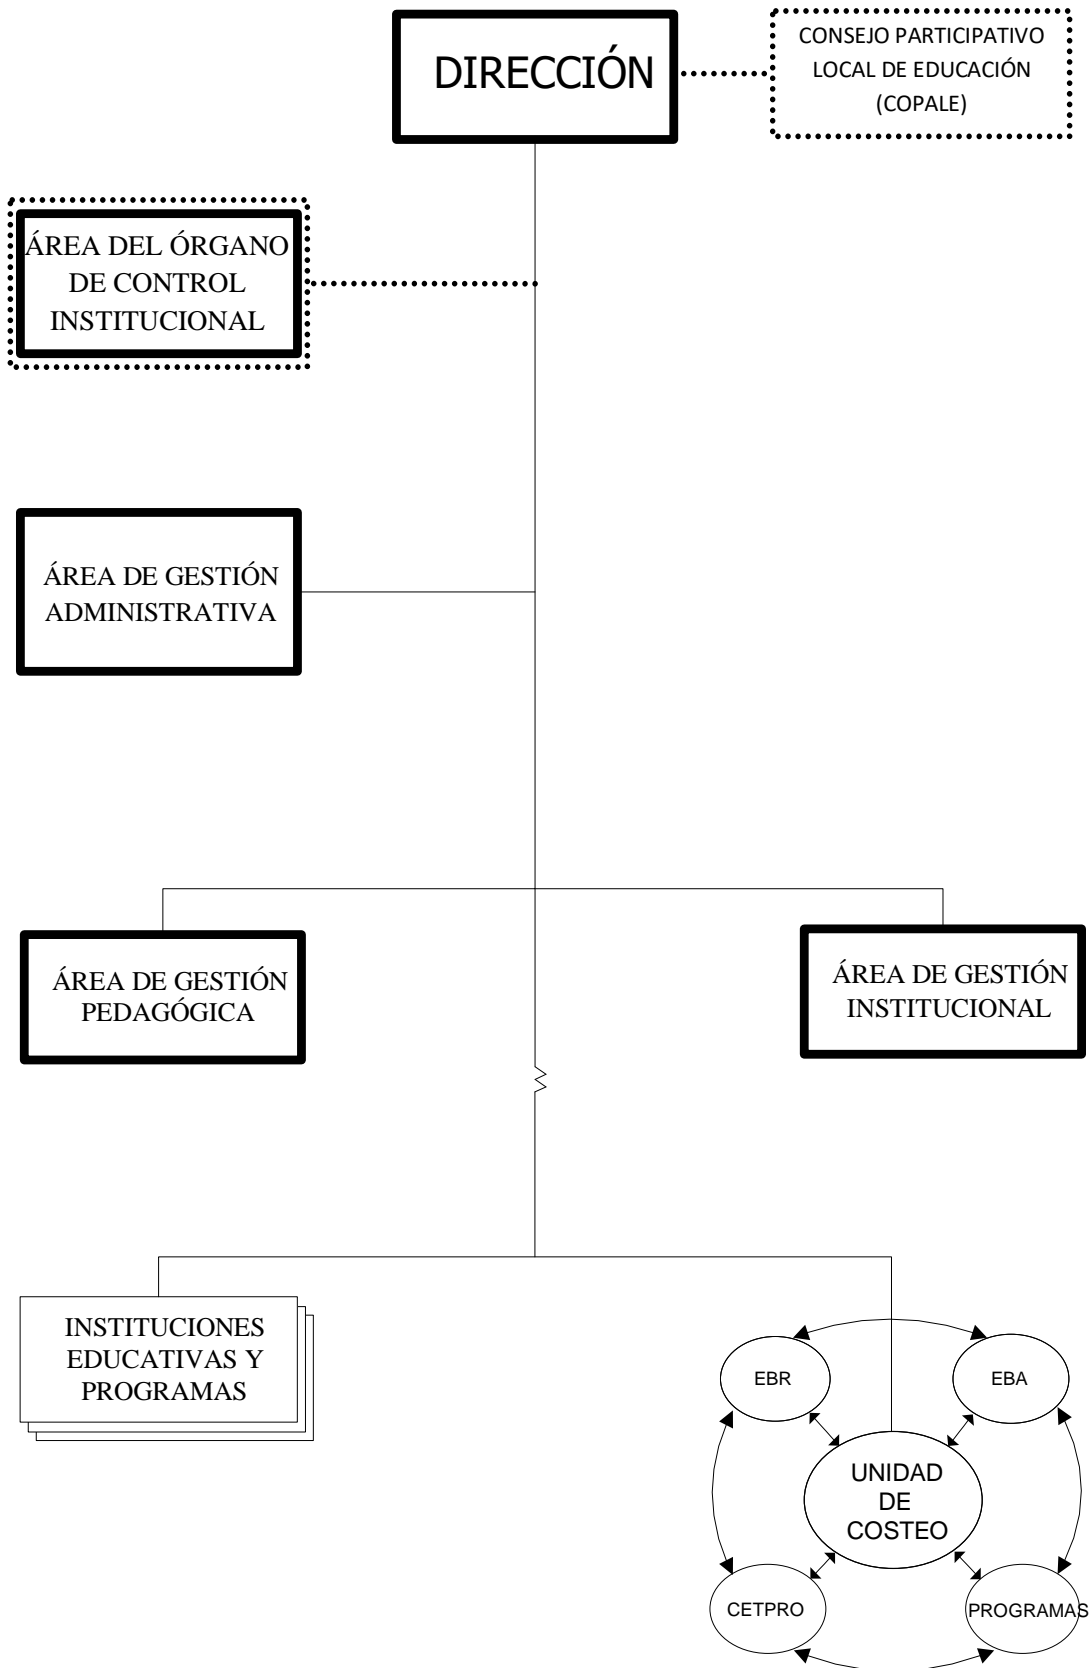 DIRECCIÓN
CONSEJO PARTICIPATIVO
LOCAL DE EDUCACIÓN
(COPALE)
ÁREA DEL ÓRGANO
DE CONTROL
INSTITUCIONAL
ÁREA DE GESTIÓN
ADMINISTRATIVA
ÁREA DE GESTIÓN
PEDAGÓGICA
ÁREA DE GESTIÓN
INSTITUCIONAL
INSTITUCIONES
EDUCATIVAS Y
PROGRAMAS
EBR
EBA
UNIDAD
DE
COSTEO
CETPRO
PROGRAMAS